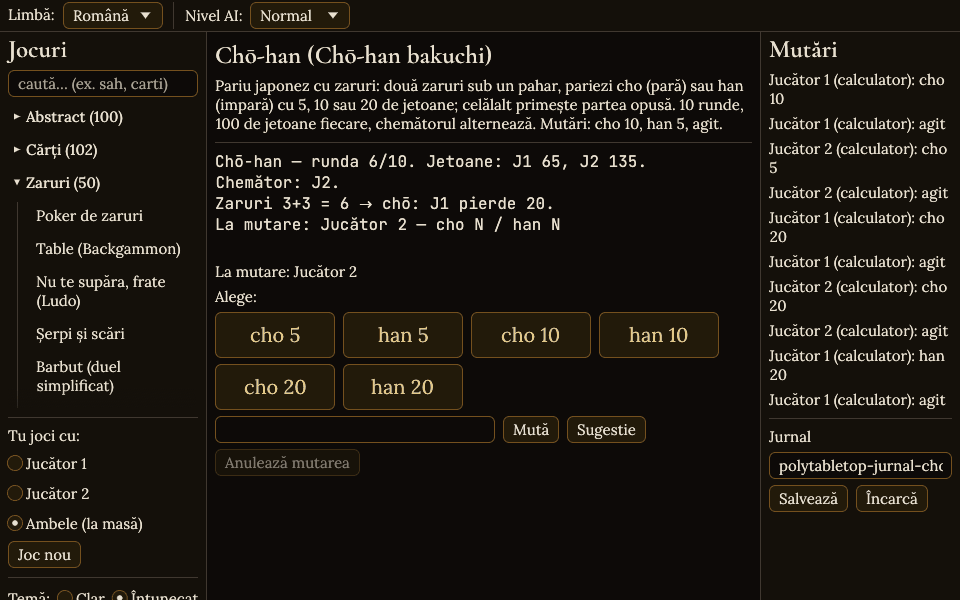 Limbă: Română Nivel AI: Normal
Jocuri
caută... (ex. sah, carti)
Abstract (100)
Cărți (102)
Zaruri (50)
Poker de zaruri
Table (Backgammon)
Nu te supăra, frate
(Ludo)
Șerpi și scări
Barbut (duel
simplificat)
Tu joci cu:
Jucător 1
Jucător 2
Ambele (la masă)
Joc nou
Temă: Clar Întunecat
Chō-han (Chō-han bakuchi)
Pariu japonez cu zaruri: două zaruri sub un pahar, pariezi cho (pară) sau han
(impară) cu 5, 10 sau 20 de jetoane; celălalt primește partea opusă. 10 runde,
100 de jetoane fiecare, chemătorul alternează. Mutări: cho 10, han 5, agit.
Chō-han — runda 6/10. Jetoane: J1 65, J2 135.
Chemător: J2.
Zaruri 3+3 = 6 → chō: J1 pierde 20.
La mutare: Jucător 2 — cho N / han N
La mutare: Jucător 2
Alege:
cho 5 han 5 cho 10 han 10
cho 20 han 20
Mută Sugestie
Anulează mutarea
Mutări
Jucător 1 (calculator): cho
10
Jucător 1 (calculator): agit
Jucător 2 (calculator): cho
5
Jucător 2 (calculator): agit
Jucător 1 (calculator): cho
20
Jucător 1 (calculator): agit
Jucător 2 (calculator): cho
20
Jucător 2 (calculator): agit
Jucător 1 (calculator): han
20
Jucător 1 (calculator): agit
Jurnal
polytabletop-jurnal-cho
Salvează Încarcă